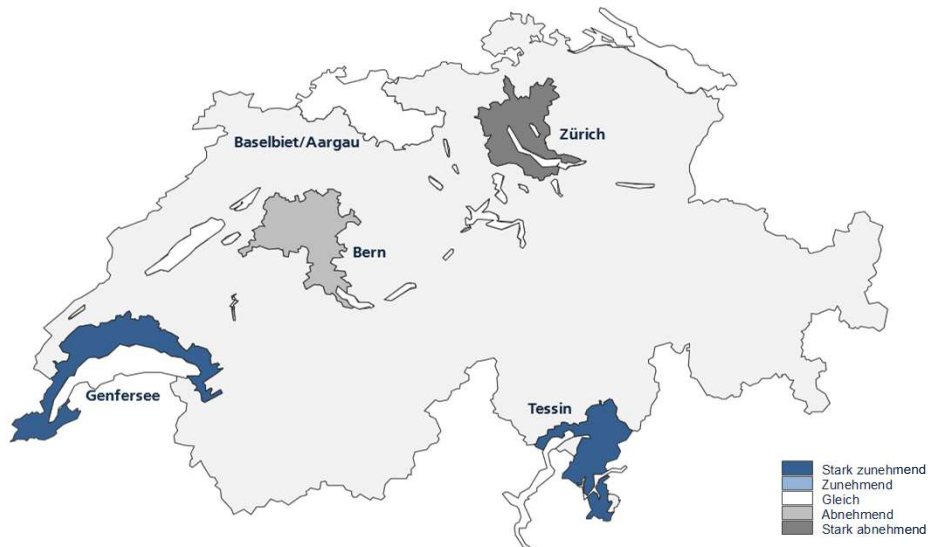 Zürich
Baselbiet/Aargau
Bern
Genfersee
Tessin
Stark zunehmend
Zunehmend
Gleich
Abnehmend
Stark abnehmend